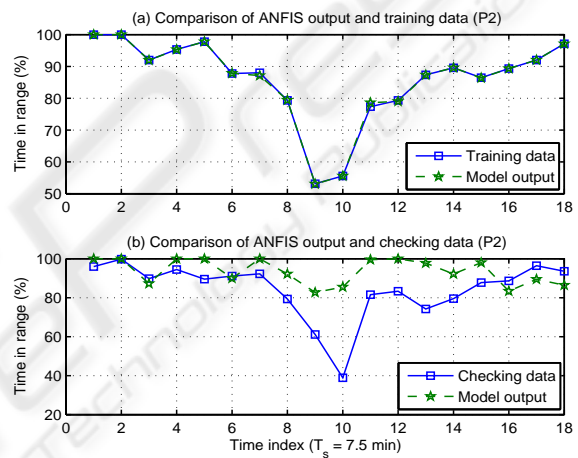 (a) Comparison of ANFIS output and training data (P2)
100
90
80
70
60
50
Time in range (%)
Training data
Model output
0 2 4 6 8 10 12 14 16 18
(b) Comparison of ANFIS output and checking data (P2)
100
80
60
40
20
Time in range (%)
Checking data
Model output
0 2 4 6 8 10 12 14 16 18
Time index (T_s = 7.5 min)